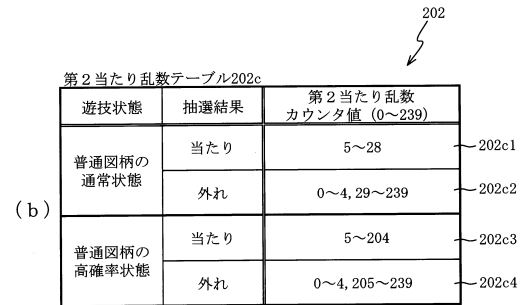 202
第２当たり乱数テーブル202c
遊技状態
抽選結果
第２当たり乱数
カウンタ値（0～239）
普通図柄の
通常状態
当たり
5～28
202c1
外れ
0～4, 29～239
202c2
(b)
普通図柄の
高確率状態
当たり
5～204
202c3
外れ
0～4, 205～239
202c4